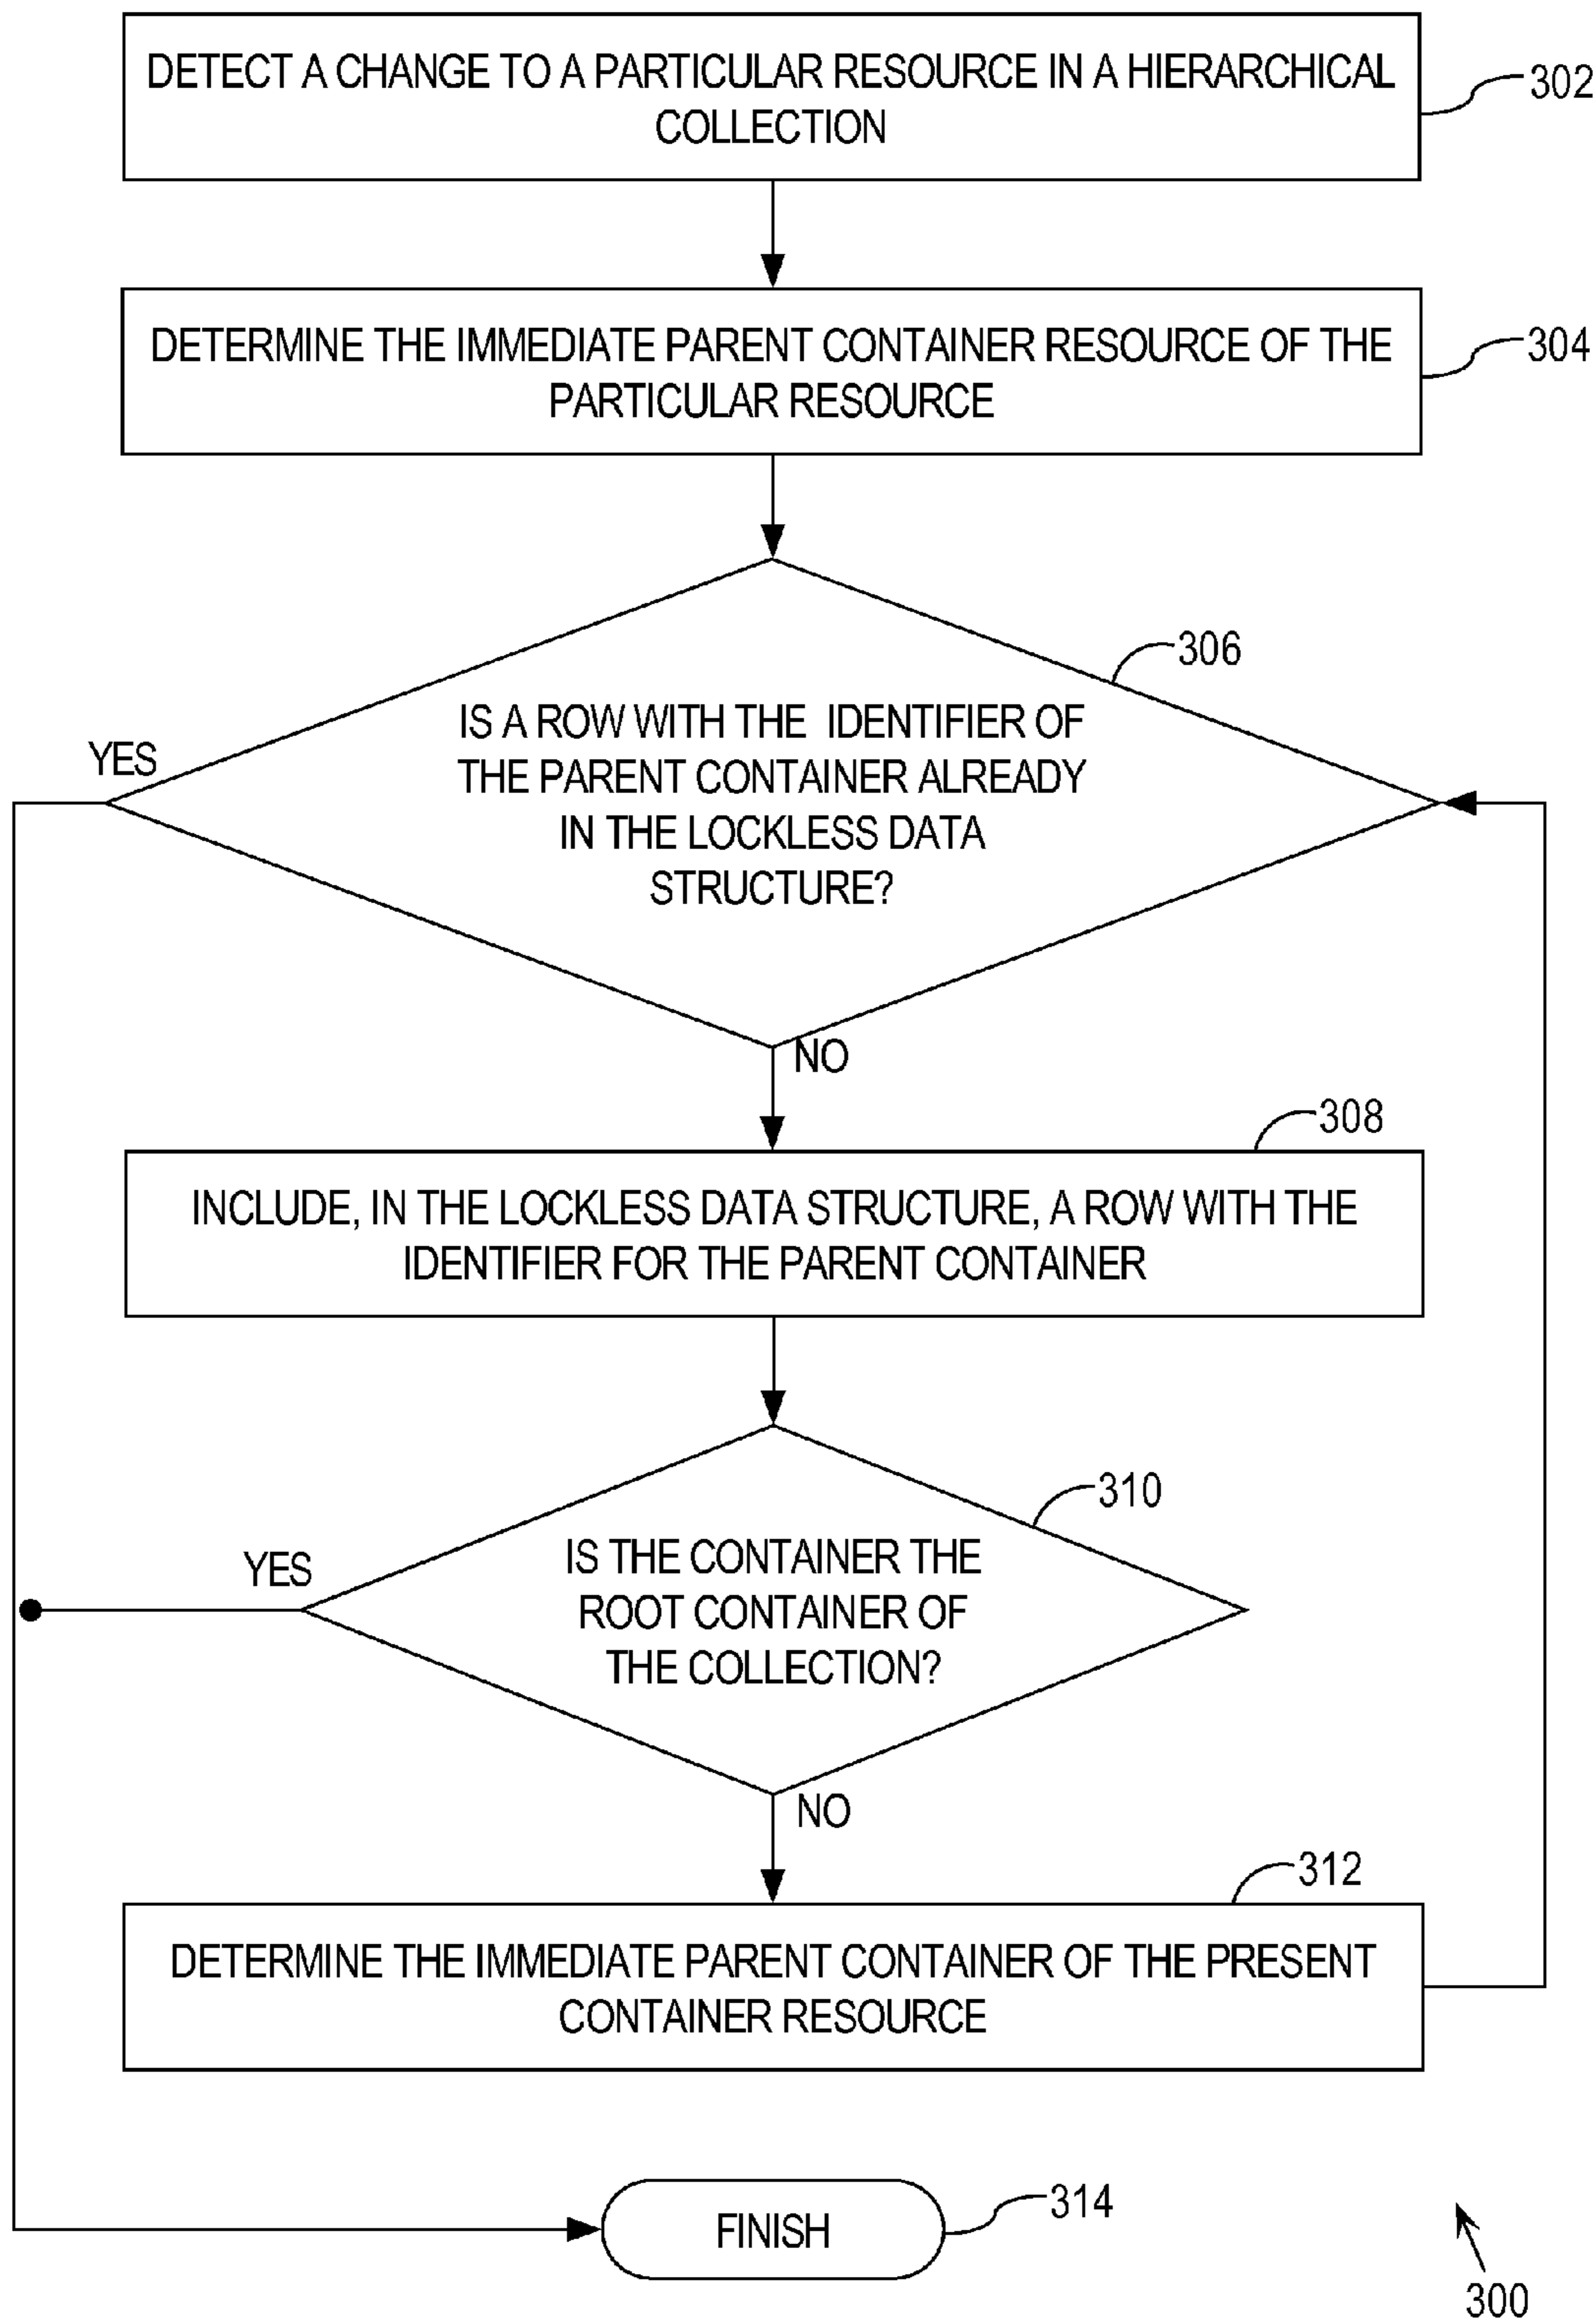 DETECT A CHANGE TO A PARTICULAR RESOURCE IN A HIERARCHICAL
COLLECTION
302
DETERMINE THE IMMEDIATE PARENT CONTAINER RESOURCE OF THE
PARTICULAR RESOURCE
304
306
IS A ROW WITH THE IDENTIFIER OF
THE PARENT CONTAINER ALREADY
IN THE LOCKLESS DATA
STRUCTURE?
YES
NO
308
INCLUDE, IN THE LOCKLESS DATA STRUCTURE, A ROW WITH THE
IDENTIFIER FOR THE PARENT CONTAINER
310
IS THE CONTAINER THE
ROOT CONTAINER OF
THE COLLECTION?
YES
NO
312
DETERMINE THE IMMEDIATE PARENT CONTAINER OF THE PRESENT
CONTAINER RESOURCE
FINISH
314
300